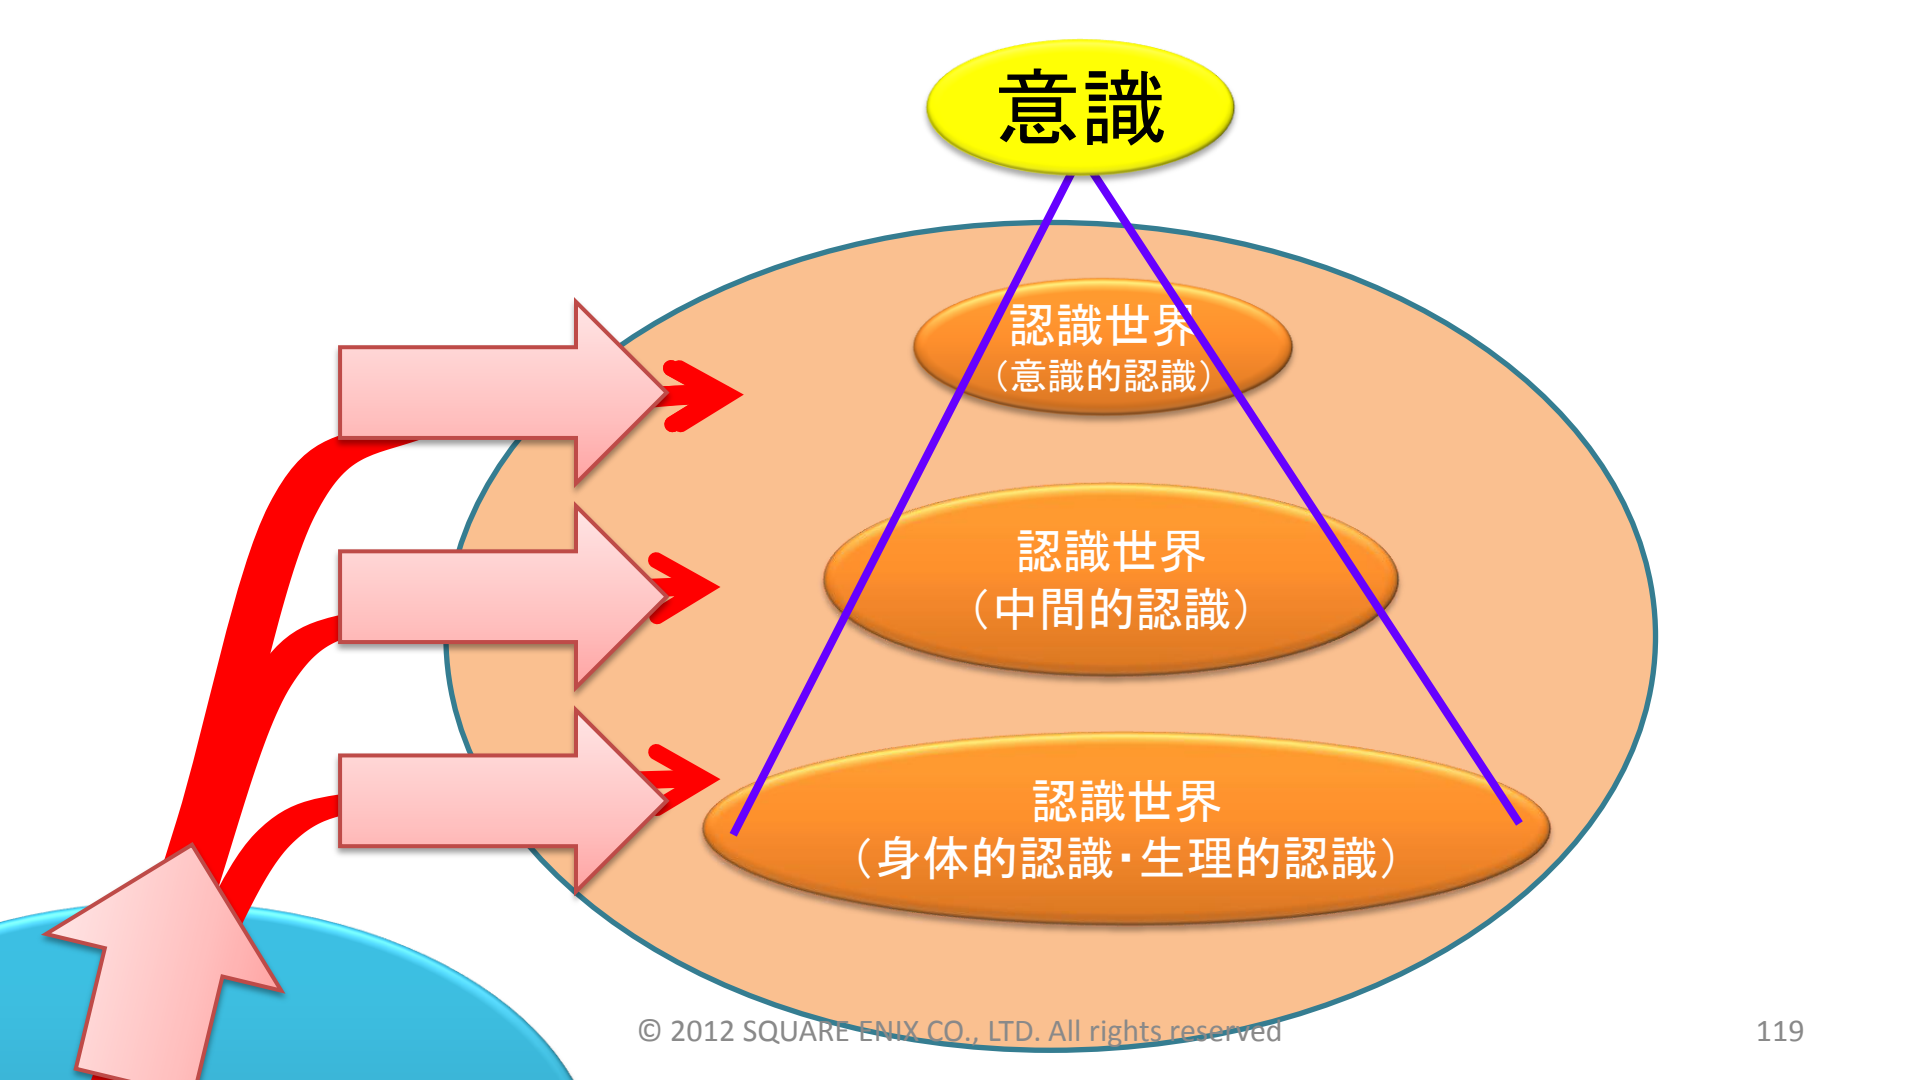 意識
認識世界
（意識的認識）
認識世界
（中間的認識）
認識世界
（身体的認識・生理的認識）
© 2012 SQUARE ENIX CO., LTD. All rights reserved
119